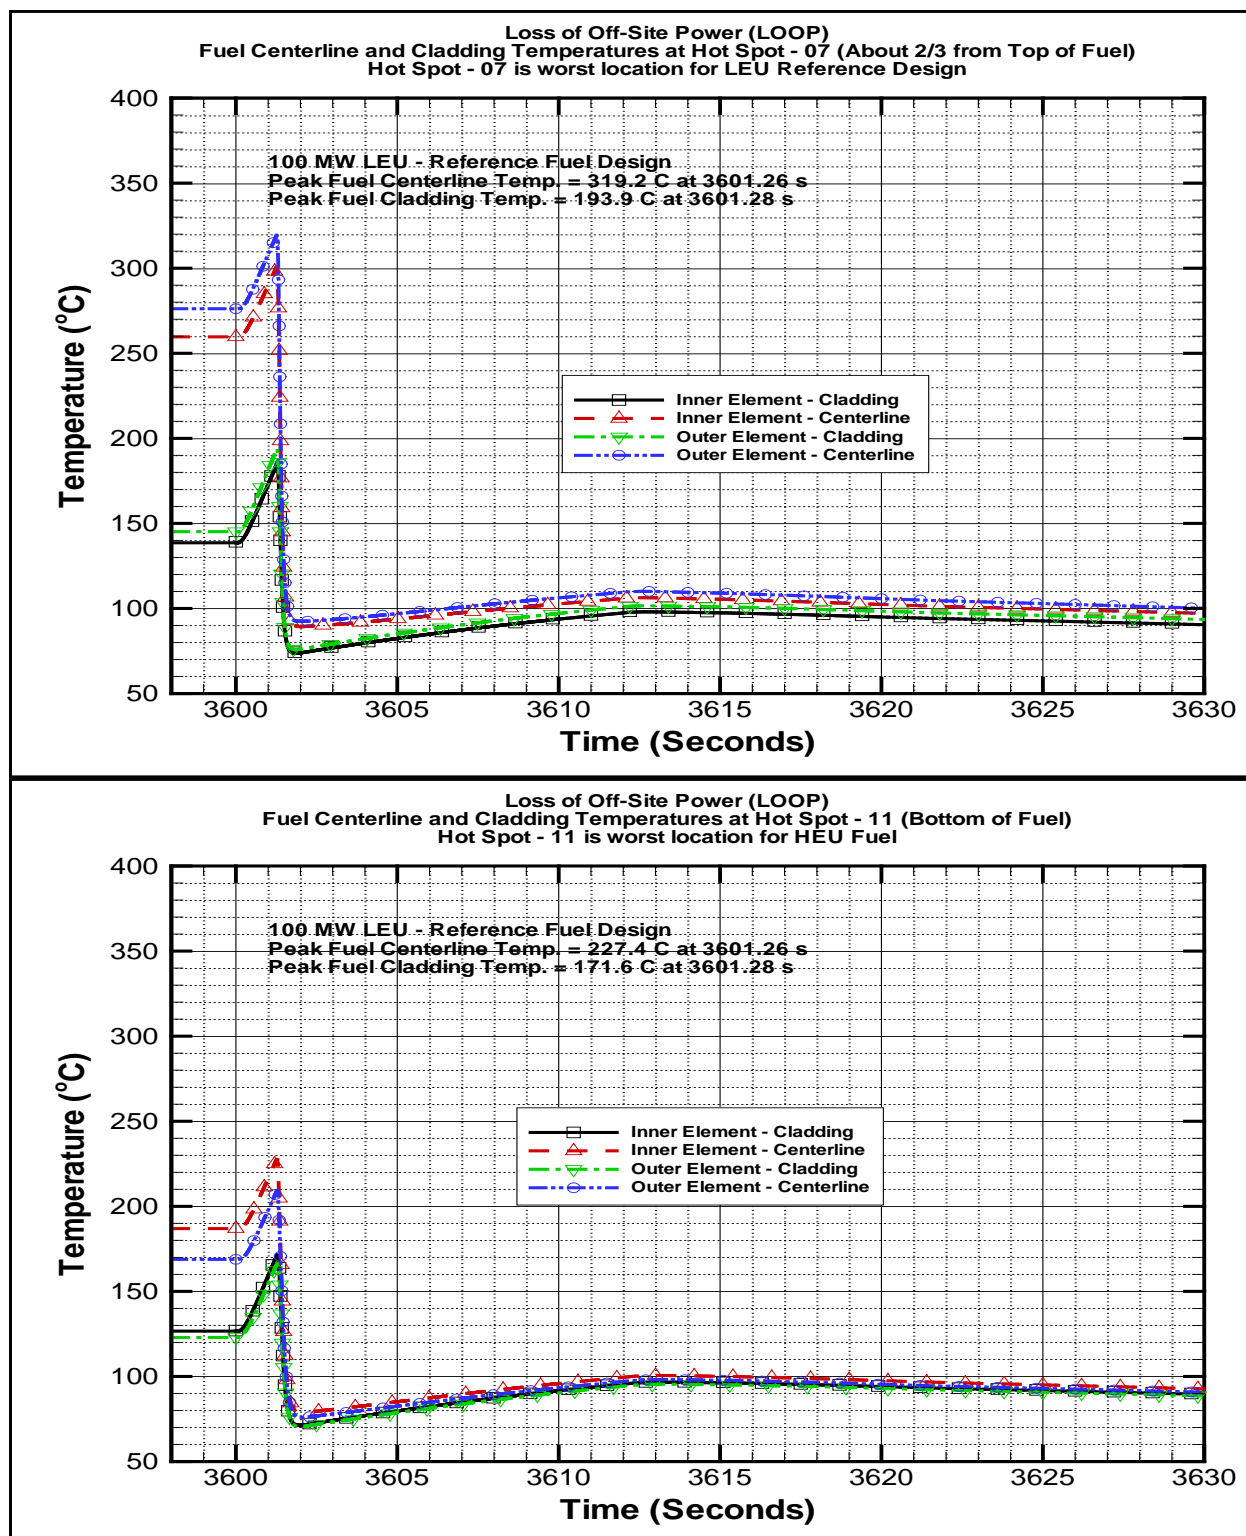 Loss of Off-Site Power (LOOP)
Fuel Centerline and Cladding Temperatures at Hot Spot - 07 (About 2/3 from Top of Fuel)
Hot Spot - 07 is worst location for LEU Reference Design
100 MW LEU - Reference Fuel Design
Peak Fuel Centerline Temp. = 319.2 C at 3601.26 s
Peak Fuel Cladding Temp. = 193.9 C at 3601.28 s
Temperature (°C)
400
350
300
250
200
150
100
50
Inner Element - Cladding
Inner Element - Centerline
Outer Element - Cladding
Outer Element - Centerline
3600 3605 3610 3615 3620 3625 3630
Time (Seconds)
Loss of Off-Site Power (LOOP)
Fuel Centerline and Cladding Temperatures at Hot Spot - 11 (Bottom of Fuel)
Hot Spot - 11 is worst location for HEU Fuel
100 MW LEU - Reference Fuel Design
Peak Fuel Centerline Temp. = 227.4 C at 3601.26 s
Peak Fuel Cladding Temp. = 171.6 C at 3601.28 s
Temperature (°C)
400
350
300
250
200
150
100
50
Inner Element - Cladding
Inner Element - Centerline
Outer Element - Cladding
Outer Element - Centerline
3600 3605 3610 3615 3620 3625 3630
Time (Seconds)